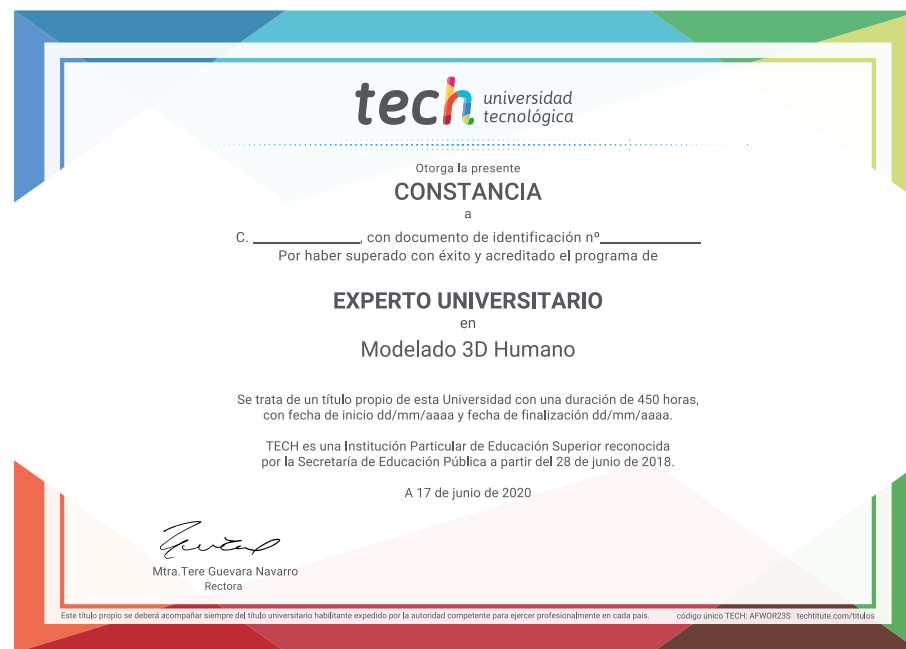 tech universidad
tecnológica
Otorga la presente
CONSTANCIA
a
C. ______________, con documento de identificación nº_____________
Por haber superado con éxito y acreditado el programa de
EXPERTO UNIVERSITARIO
en
Modelado 3D Humano
Se trata de un título propio de esta Universidad con una duración de 450 horas,
con fecha de inicio dd/mm/aaaa y fecha de finalización dd/mm/aaaa.
TECH es una Institución Particular de Educación Superior reconocida
por la Secretaría de Educación Pública a partir del 28 de junio de 2018.
A 17 de junio de 2020
Mtra.Tere Guevara Navarro
Rectora
Este título propio se deberá acompañar siempre del título universitario habilitante expedido por la autoridad competente para ejercer profesionalmente en cada país. código único TECH: AFWOR23S techtitute.com/titulos